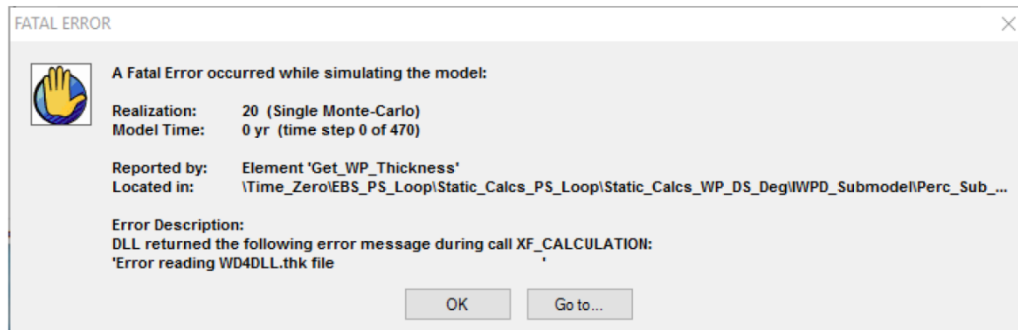 FATAL ERROR
A Fatal Error occurred while simulating the model:
Realization: 20 (Single Monte-Carlo)
Model Time: 0 yr (time step 0 of 470)
Reported by: Element 'Get_WP_Thickness'
Located in: \Time_Zero\EBS_PS_Loop\Static_Calcs_PS_Loop\Static_Calcs_WP_DS_Deg\IWPD_Submodel\Perc_Sub_...
Error Description:
DLL returned the following error message during call XF_CALCULATION:
'Error reading WD4DLL.thk file '
OK Go to...